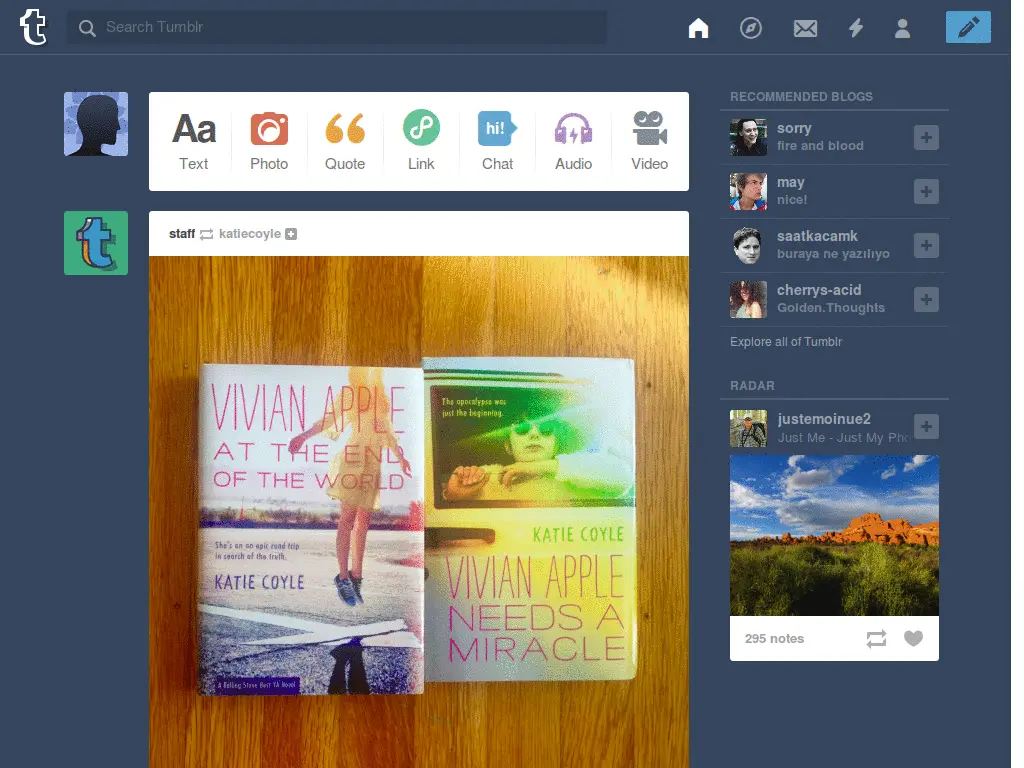 Search Tumblr
Aa
Text
Photo
Quote
Link
hi!
Chat
Audio
Video
staff katiecoyle
VIVIAN APPLE
AT THE END
OF THE WORLD
She's on an epic road trip
in search of the truth.
KATIE COYLE
A Rolling Stone Best YA Novel
The apocalypse was
just the beginning.
KATIE COYLE
VIVIAN APPLE
NEEDS A
MIRACLE
RECOMMENDED BLOGS
sorry
fire and blood
may
nice!
saatkacamk
buraya ne yazılıyo
cherrys-acid
Golden.Thoughts
Explore all of Tumblr
RADAR
justemoinue2
Just Me - Just My Pho
295 notes